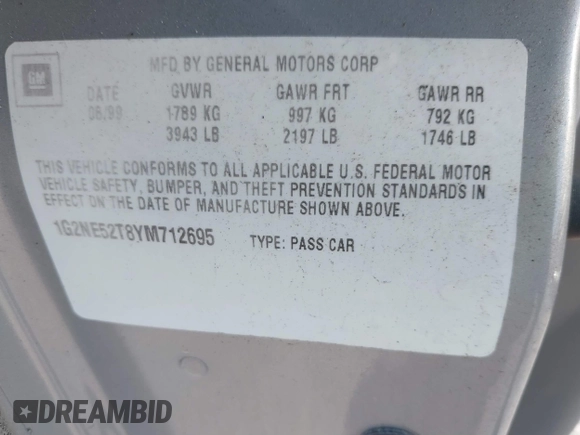 GM
MFD BY GENERAL MOTORS CORP
DATE GVWR GAWR FRT GAWR RR
06/99 1789 KG 997 KG 792 KG
3943 LB 2197 LB 1746 LB
THIS VEHICLE CONFORMS TO ALL APPLICABLE U.S. FEDERAL MOTOR
VEHICLE SAFETY, BUMPER, AND THEFT PREVENTION STANDARDS IN
EFFECT ON THE DATE OF MANUFACTURE SHOWN ABOVE.
1G2NE52T8YM712695 TYPE: PASS CAR
DREAMBID